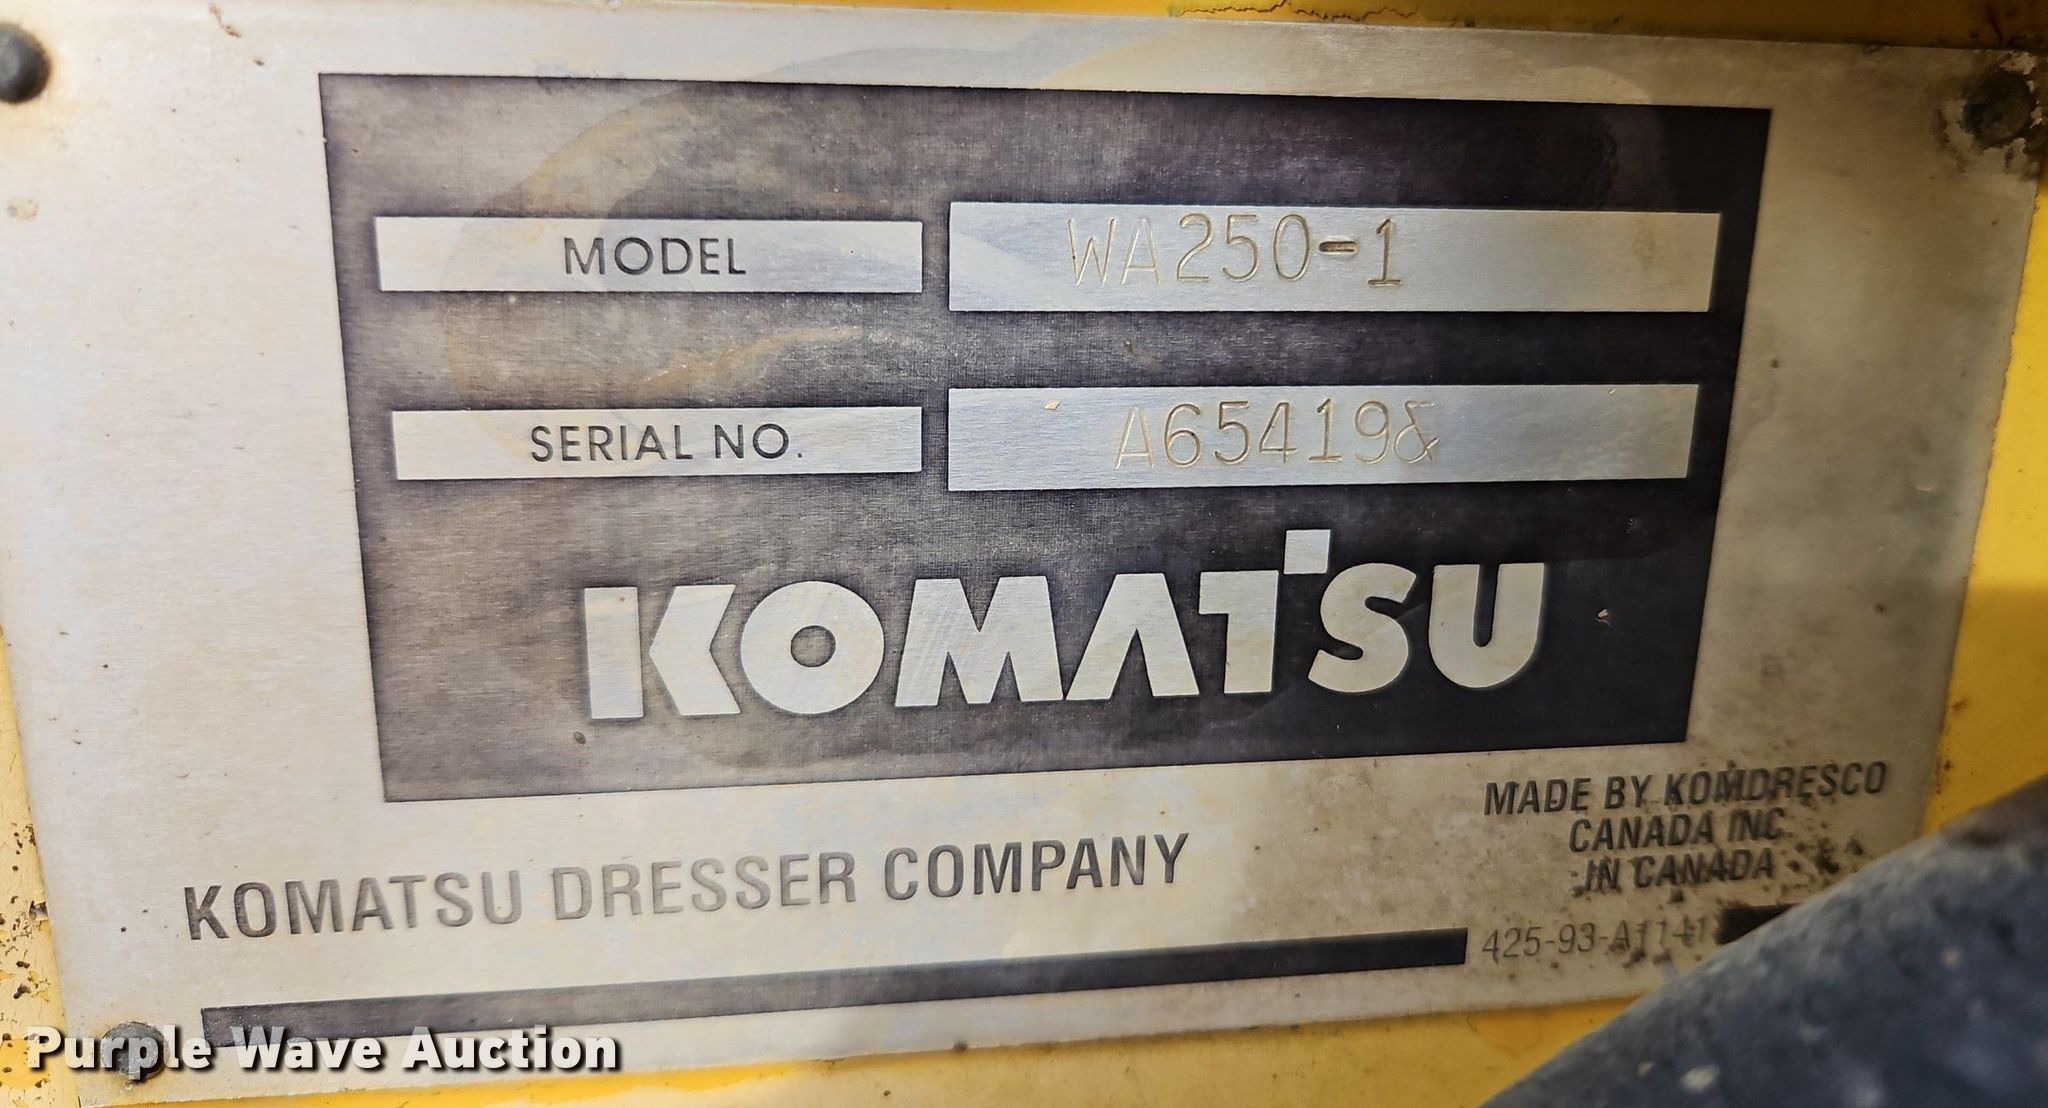 MODEL WA250-1
SERIAL NO. A65419&
KOMATSU
KOMATSU DRESSER COMPANY
MADE BY KOMDRESCO
CANADA INC.
IN CANADA
Purple Wave Auction